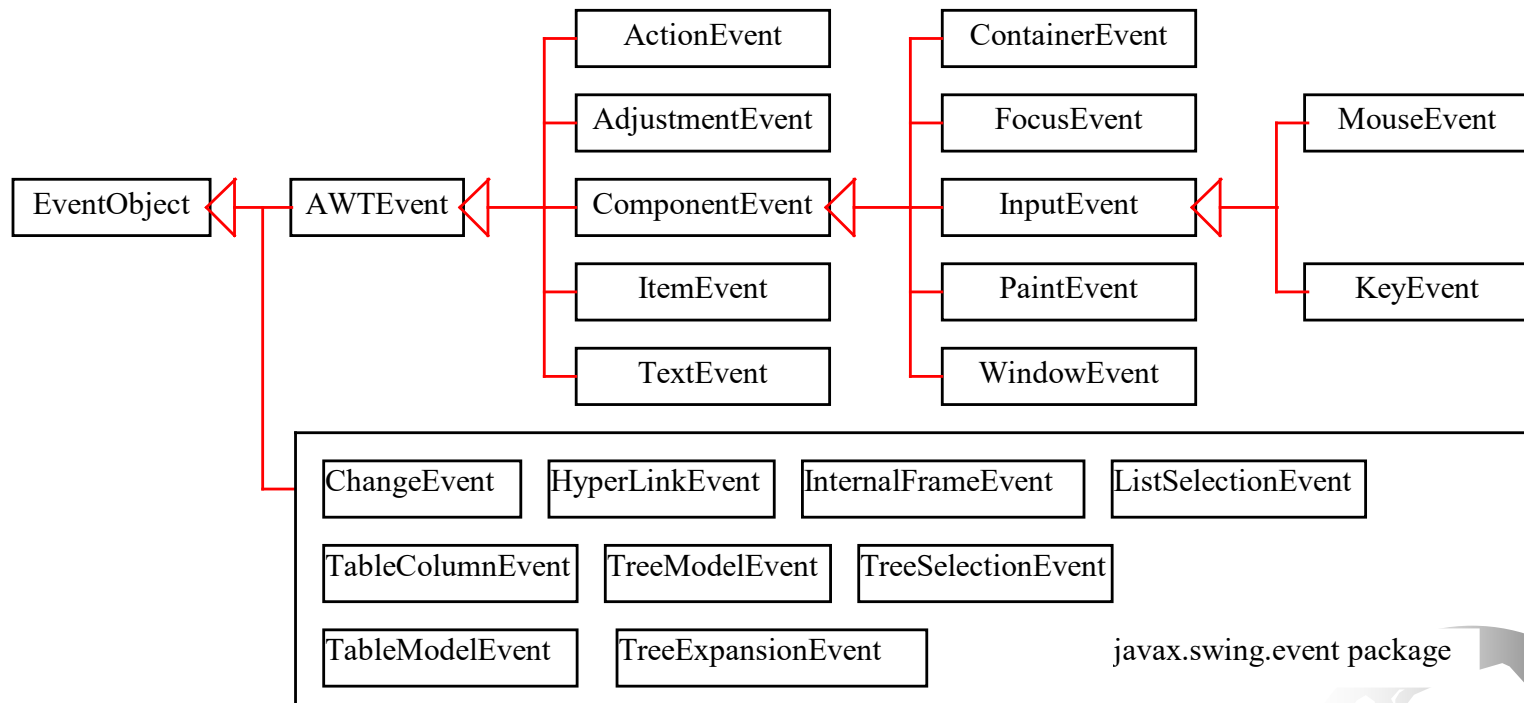 ActionEvent
ContainerEvent
AdjustmentEvent
FocusEvent
MouseEvent
EventObject
AWTEvent
ComponentEvent
InputEvent
ItemEvent
PaintEvent
KeyEvent
TextEvent
WindowEvent
ChangeEvent
HyperLinkEvent
InternalFrameEvent
ListSelectionEvent
TableColumnEvent
TreeModelEvent
TreeSelectionEvent
TableModelEvent
TreeExpansionEvent
javax.swing.event package